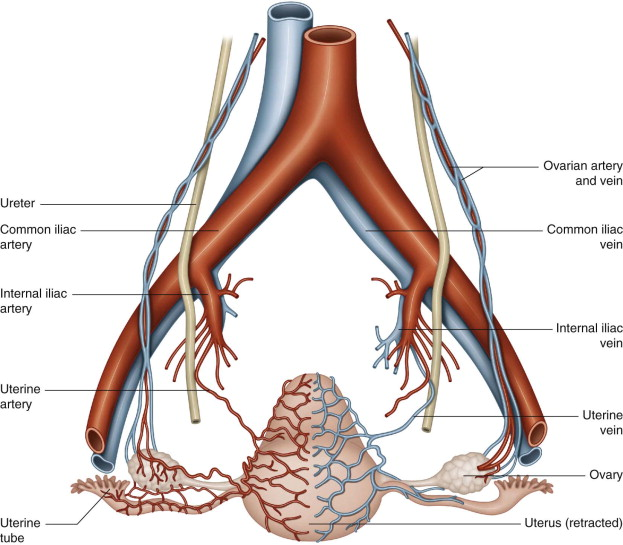 Ureter
Common iliac
artery
Internal iliac
artery
Uterine
artery
Uterine
tube
Ovarian artery
and vein
Common iliac
vein
Internal iliac
vein
Uterine
vein
Ovary
Uterus (retracted)